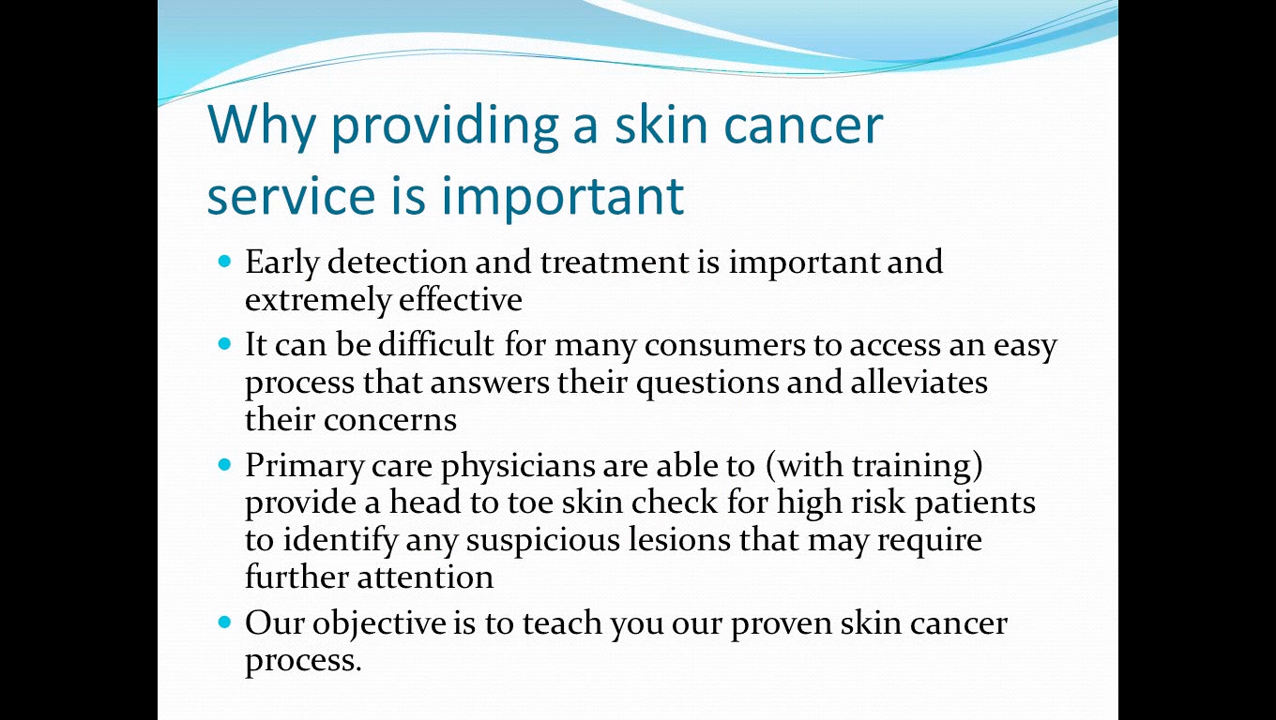 Why providing a skin cancer
service is important
Early detection and treatment is important and
extremely effective
It can be difficult for many consumers to access an easy
process that answers their questions and alleviates
their concerns
Primary care physicians are able to (with training)
provide a head to toe skin check for high risk patients
to identify any suspicious lesions that may require
further attention
Our objective is to teach you our proven skin cancer
process.